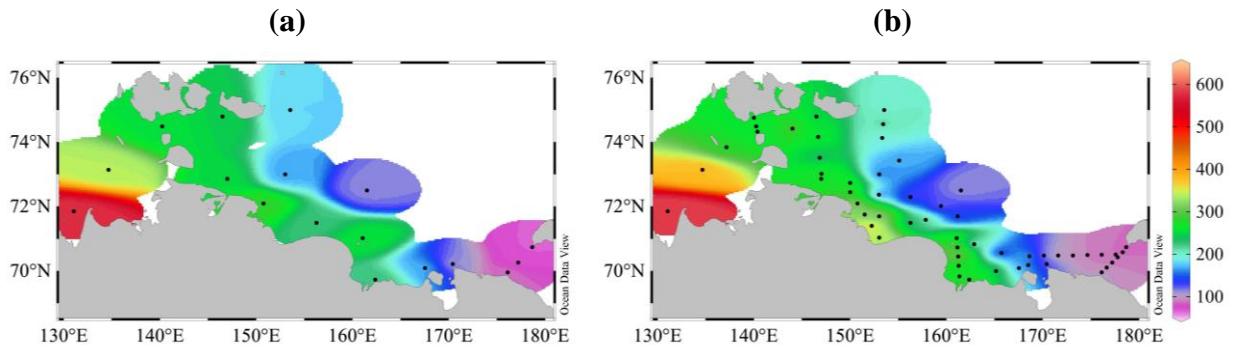 (a) (b)
76°N 76°N 600
74°N 74°N 500
400
72°N 72°N 300
200
70°N 70°N 100
Ocean Data View Ocean Data View
130°E 140°E 150°E 160°E 170°E 180°E 130°E 140°E 150°E 160°E 170°E 180°E